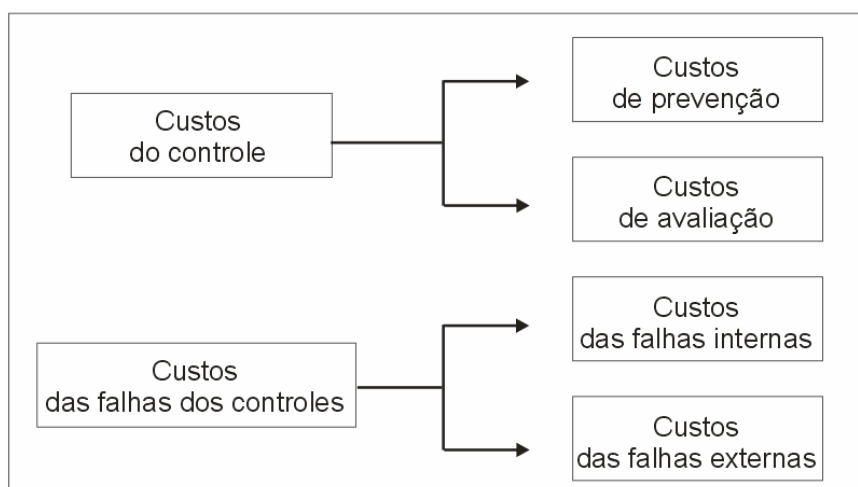 Custos
do controle
Custos
de prevenção
Custos
de avaliação
Custos
das falhas dos controles
Custos
das falhas internas
Custos
das falhas externas